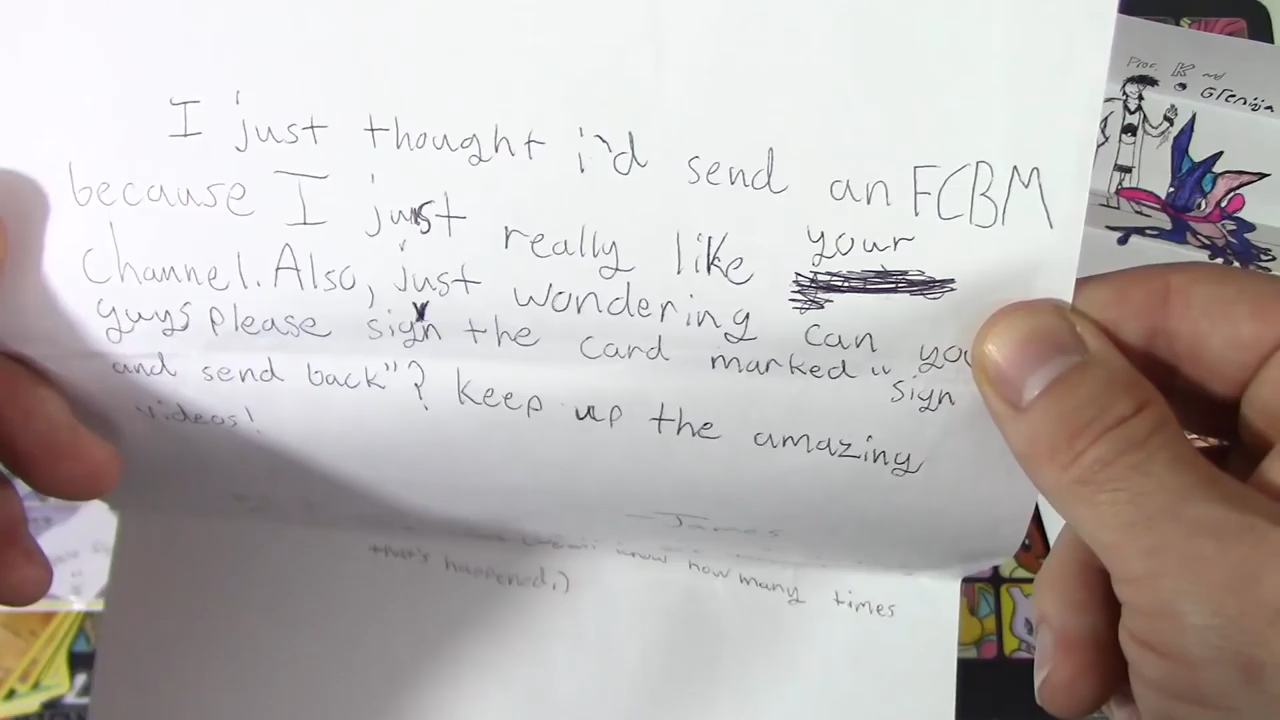 I just thought i'd send an FCBM
because I just really like your
channel. Also, just wondering can you
guys please sign the card marked "sign
and send back"? Keep up the amazing
videos!
-James
know how many times
that's happened.)
Prof. K and
Greninja